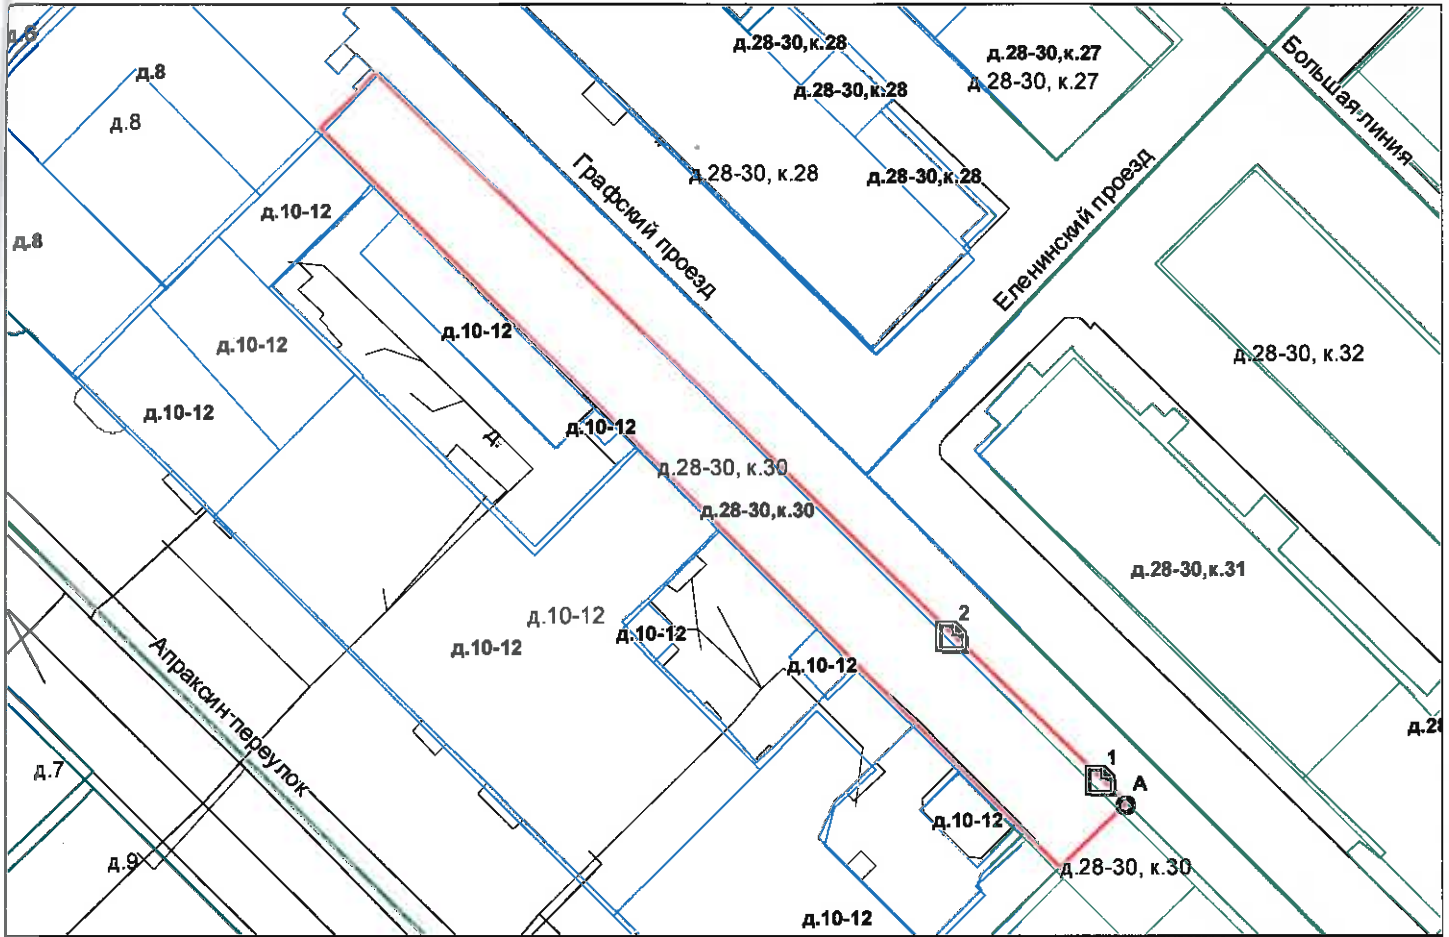 д.6
д.28-30,к.28
д.28-30,к.27
д.28-30, к.27
Большая линия
д.8
д.28-30,к.28
д.8
Графский проезд
д.28-30, к.28
д.28-30,к.28
Еленинский проезд
д.10-12
д.8
д.10-12
д.10-12
д.28-30, к.32
д.10-12
д.10-12
д.
д.28-30, к.30
д.28-30,к.30
д.28-30,к.31
2
д.10-12
д.10-12
д.10-12
д.10-12
Апраксин переулок
д.28
1
А
д.7
д.10-12
д.9
д.28-30, к.30
д.10-12